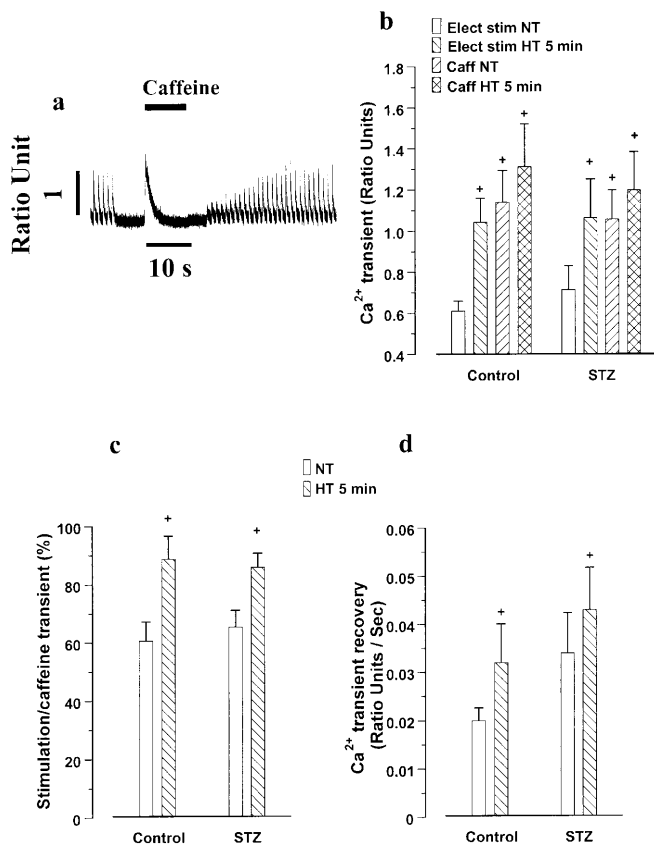 a
Caffeine
Ratio Unit
1
10 s
b
Elect stim NT
Elect stim HT 5 min
Caff NT
Caff HT 5 min
Ca2+ transient (Ratio Units)
1.8
1.6
1.4
1.2
1.0
0.8
0.6
0.4
+ + +
+ + +
Control STZ
c
NT
HT 5 min
Stimulation/caffeine transient (%)
100
80
60
40
20
0
+ +
Control STZ
d
Ca2+ transient recovery
(Ratio Units / Sec)
0.06
0.05
0.04
0.03
0.02
0.01
0
+ +
Control STZ